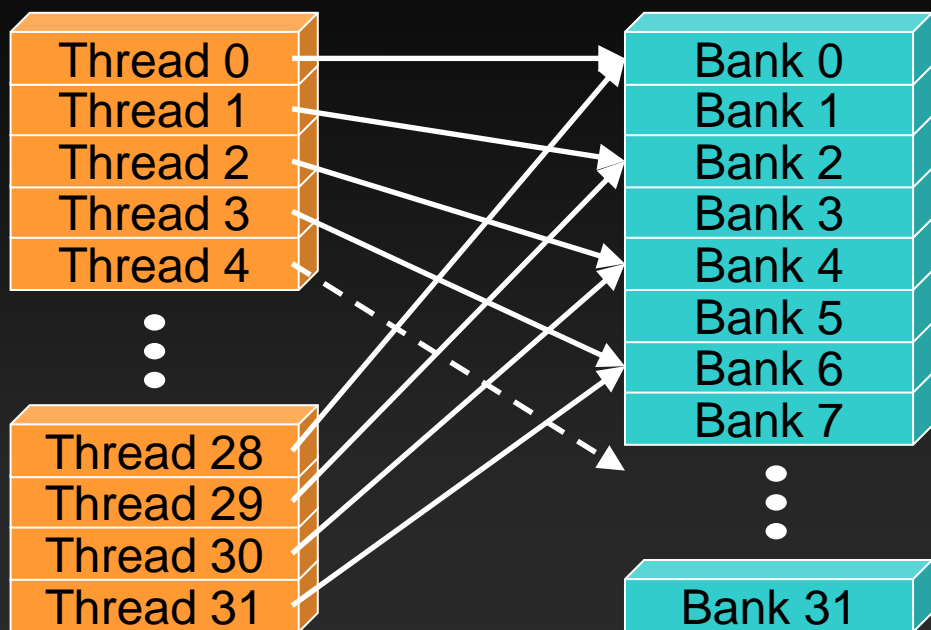 Thread 0
Thread 1
Thread 2
Thread 3
Thread 4
Thread 28
Thread 29
Thread 30
Thread 31
Bank 0
Bank 1
Bank 2
Bank 3
Bank 4
Bank 5
Bank 6
Bank 7
Bank 31